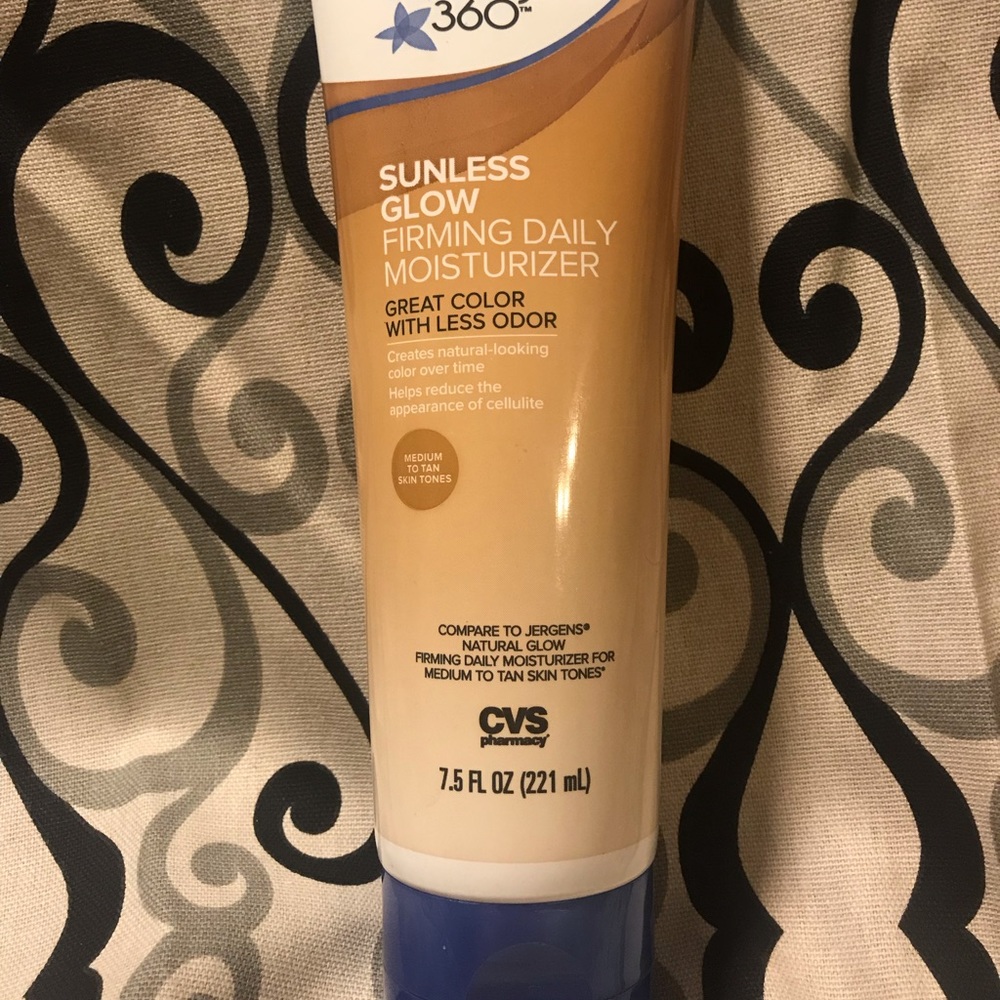 360°™
SUNLESS
GLOW
FIRMING DAILY
MOISTURIZER
GREAT COLOR
WITH LESS ODOR
Creates natural-looking
color over time
Helps reduce the
appearance of cellulite
MEDIUM
TO TAN
SKIN TONES
COMPARE TO JERGENS®
NATURAL GLOW
FIRMING DAILY MOISTURIZER FOR
MEDIUM TO TAN SKIN TONES*
CVS
pharmacy®
7.5 FL OZ (221 mL)